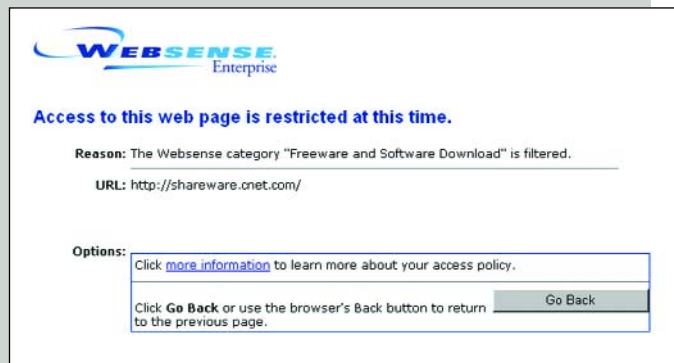 WEBSENSE.
Enterprise
Access to this web page is restricted at this time.
Reason: The Websense category "Freeware and Software Download" is filtered.
URL: http://shareware.cnet.com/
Options:
Click more information to learn more about your access policy.
Click Go Back or use the browser's Back button to return
to the previous page.
Go Back